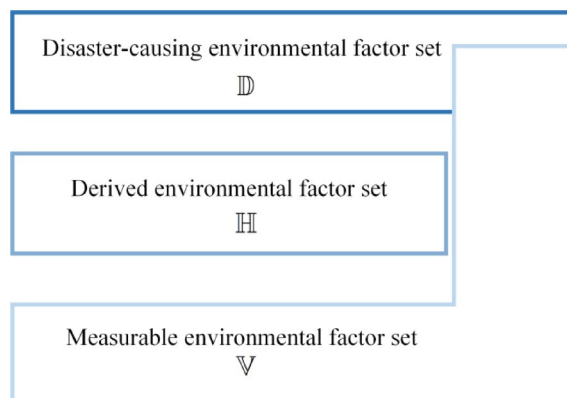 Disaster-causing environmental factor set
𝔻
Derived environmental factor set
ℍ
Measurable environmental factor set
𝕍